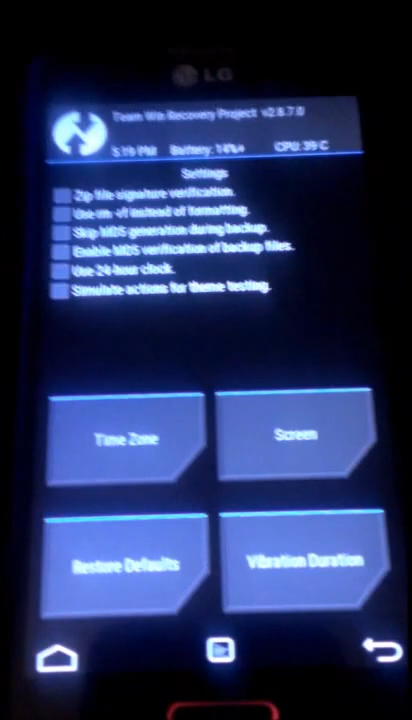 LG
Team Win Recovery Project v2.8.7.0
5:19 PM Battery: 14%+ CPU: 39 C
Settings
Zip file signature verification.
Use rm -rf instead of formatting.
Skip MD5 generation during backup.
Enable MD5 verification of backup files.
Use 24-hour clock.
Simulate actions for theme testing.
Time Zone
Screen
Restore Defaults
Vibration Duration